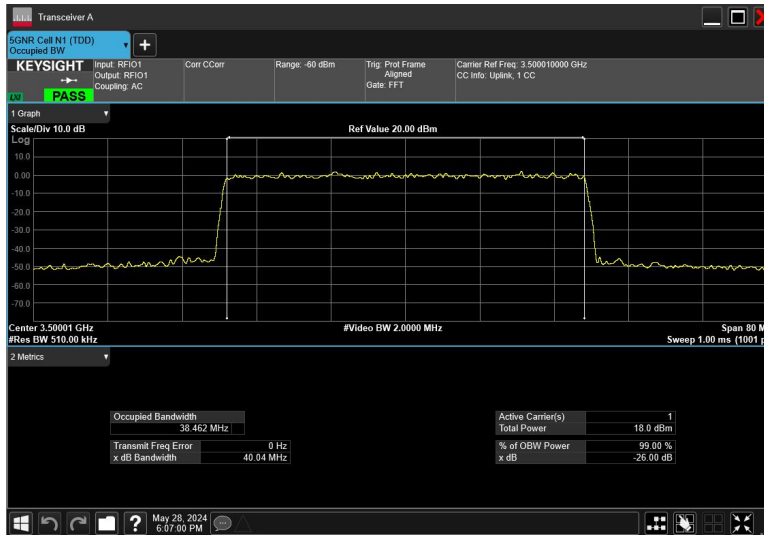 Transceiver A
5GNR Cell N1 (TDD)
Occupied BW
KEYSIGHT
LXI
PASS
Input: RFIO1
Output: RFIO1
Coupling: AC
Corr CCorr
Range: -60 dBm
Trig: Prot Frame
Aligned
Gate: FFT
Carrier Ref Freq: 3.500010000 GHz
CC Info: Uplink, 1 CC
1 Graph
Scale/Div 10.0 dB
Ref Value 20.00 dBm
Log
10.0
0.00
-10.0
-20.0
-30.0
-40.0
-50.0
-60.0
-70.0
Center 3.50001 GHz
#Video BW 2.0000 MHz
Span 80 M
#Res BW 510.00 kHz
Sweep 1.00 ms (1001 p
2 Metrics
Occupied Bandwidth
38.462 MHz
Transmit Freq Error 0 Hz
x dB Bandwidth 40.04 MHz
Active Carrier(s) 1
Total Power 18.0 dBm
% of OBW Power 99.00 %
x dB -26.00 dB
May 28, 2024
6:07:00 PM